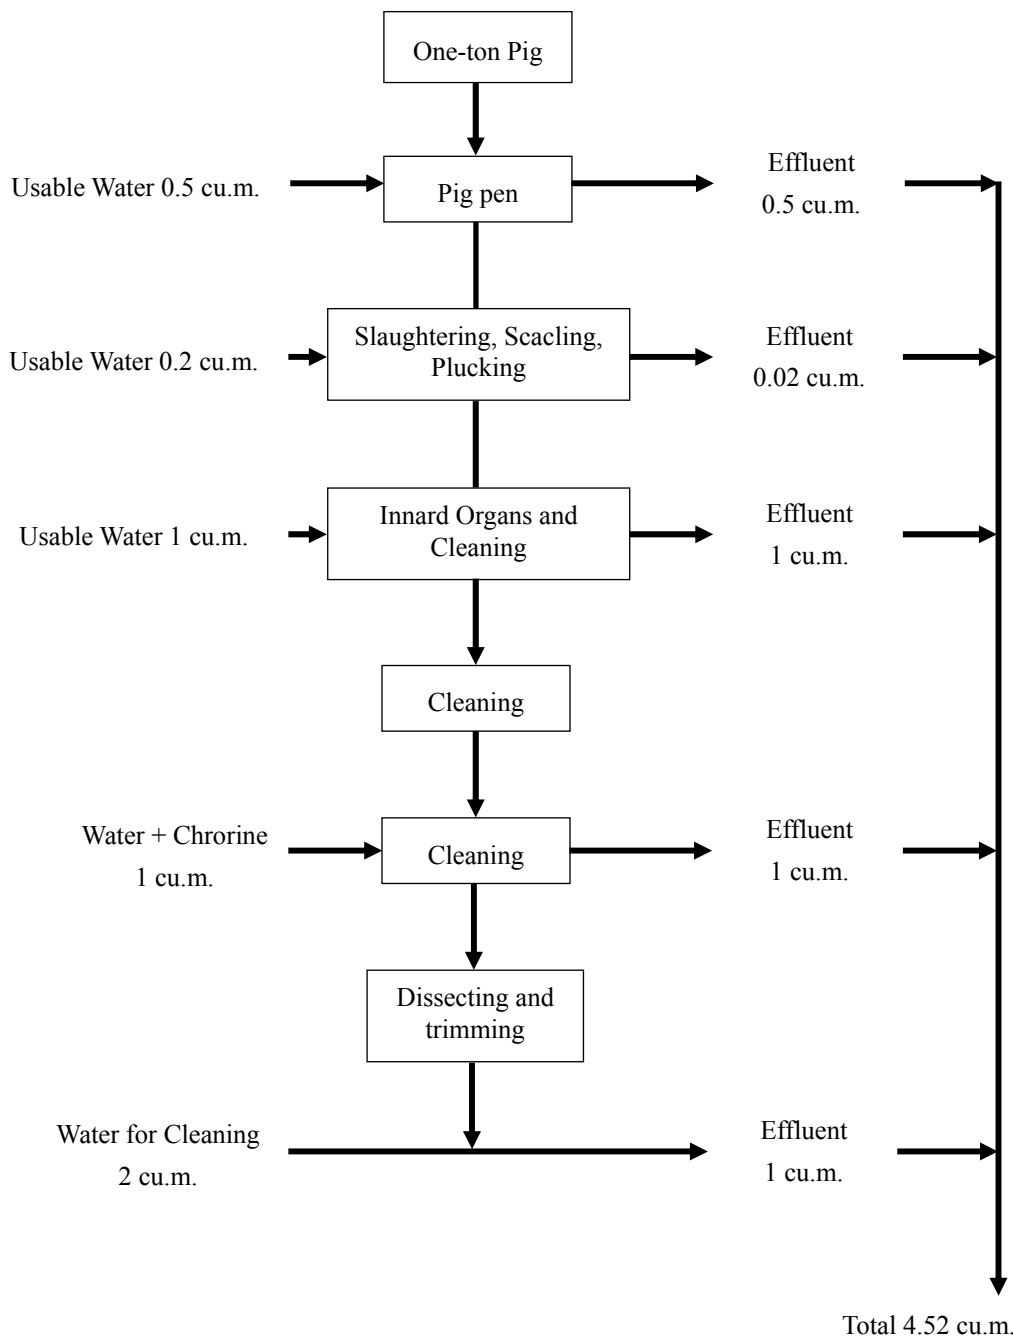 One-ton Pig
Usable Water 0.5 cu.m.
Pig pen
Effluent
0.5 cu.m.
Usable Water 0.2 cu.m.
Slaughtering, Scacling,
Plucking
Effluent
0.02 cu.m.
Usable Water 1 cu.m.
Innard Organs and
Cleaning
Effluent
1 cu.m.
Cleaning
Water + Chrorine
1 cu.m.
Cleaning
Effluent
1 cu.m.
Dissecting and
trimming
Water for Cleaning
2 cu.m.
Effluent
1 cu.m.
Total 4.52 cu.m.